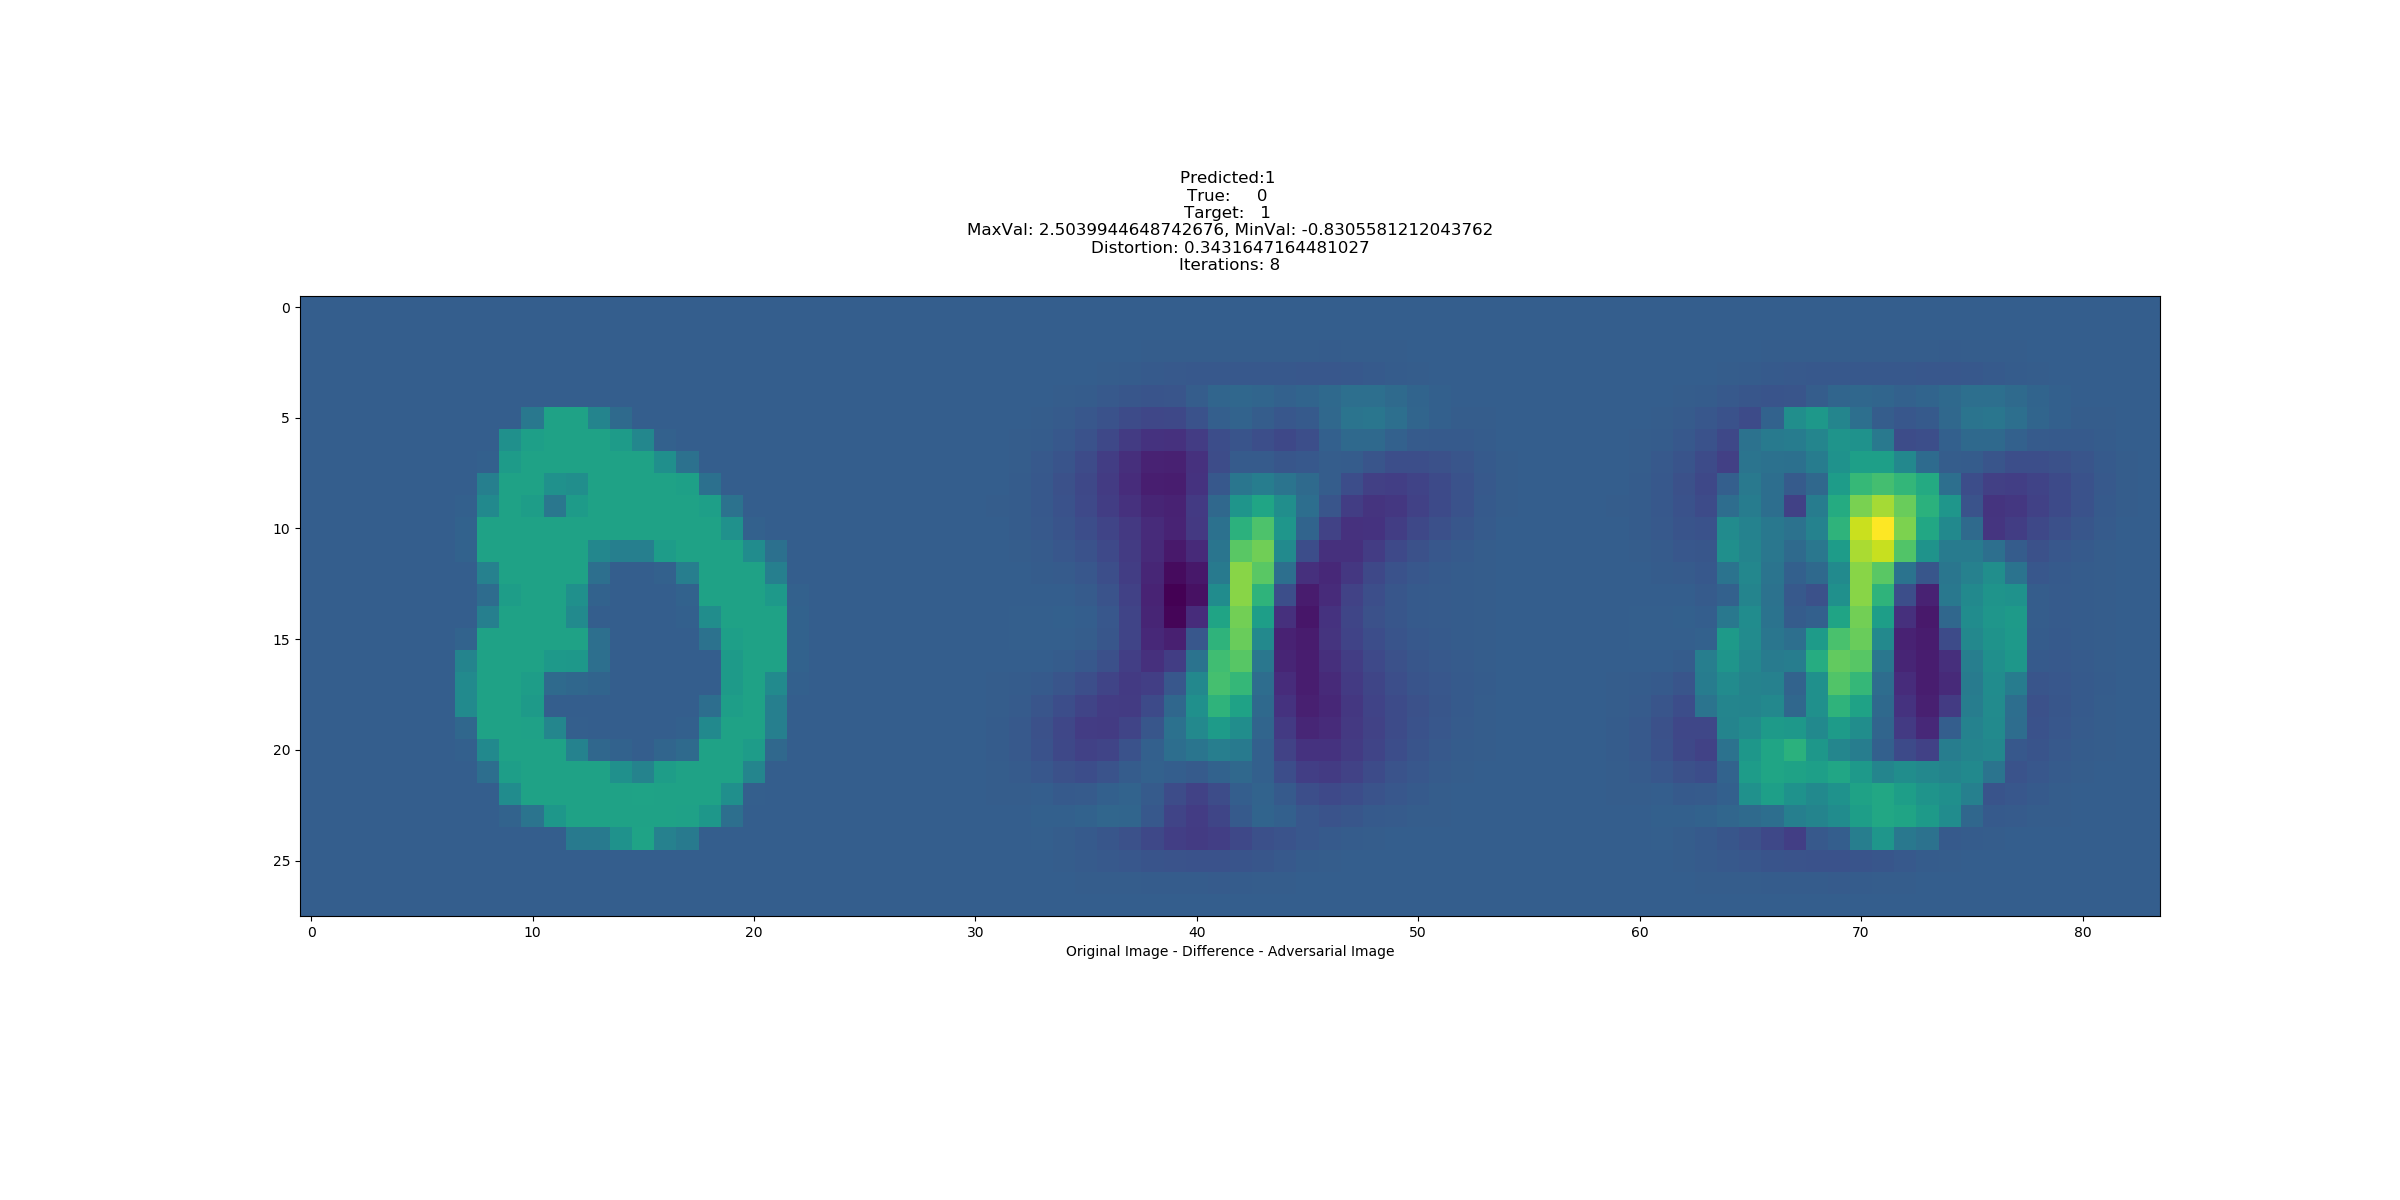 Predicted:1
True: 0
Target: 1
MaxVal: 2.5039944648742676, MinVal: -0.8305581212043762
Distortion: 0.3431647164481027
Iterations: 8
0
5
10
15
20
25
0 10 20 30 40 50 60 70 80
Original Image - Difference - Adversarial Image